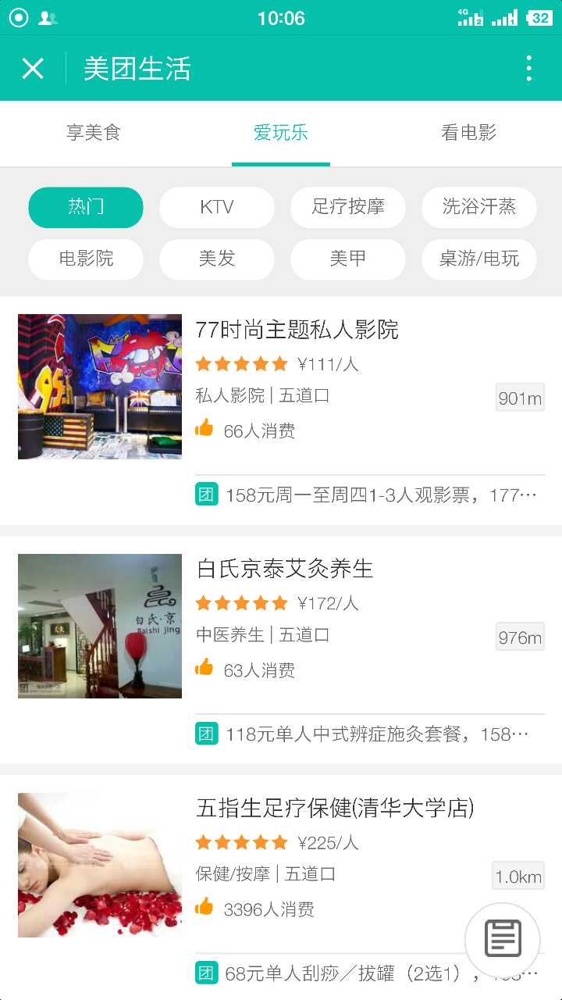 10:06
4G
32
美团生活
享美食
爱玩乐
看电影
热门
KTV
足疗按摩
洗浴汗蒸
电影院
美发
美甲
桌游/电玩
77时尚主题私人影院
¥111/人
私人影院 | 五道口
901m
66人消费
团 158元周一至周四1-3人观影票，177…
白氏·京
Baishi jing
白氏京泰艾灸养生
¥172/人
中医养生 | 五道口
976m
63人消费
团 118元单人中式辨症施灸套餐，158…
五指生足疗保健(清华大学店)
¥225/人
保健/按摩 | 五道口
1.0km
3396人消费
团 68元单人刮痧／拔罐（2选1），